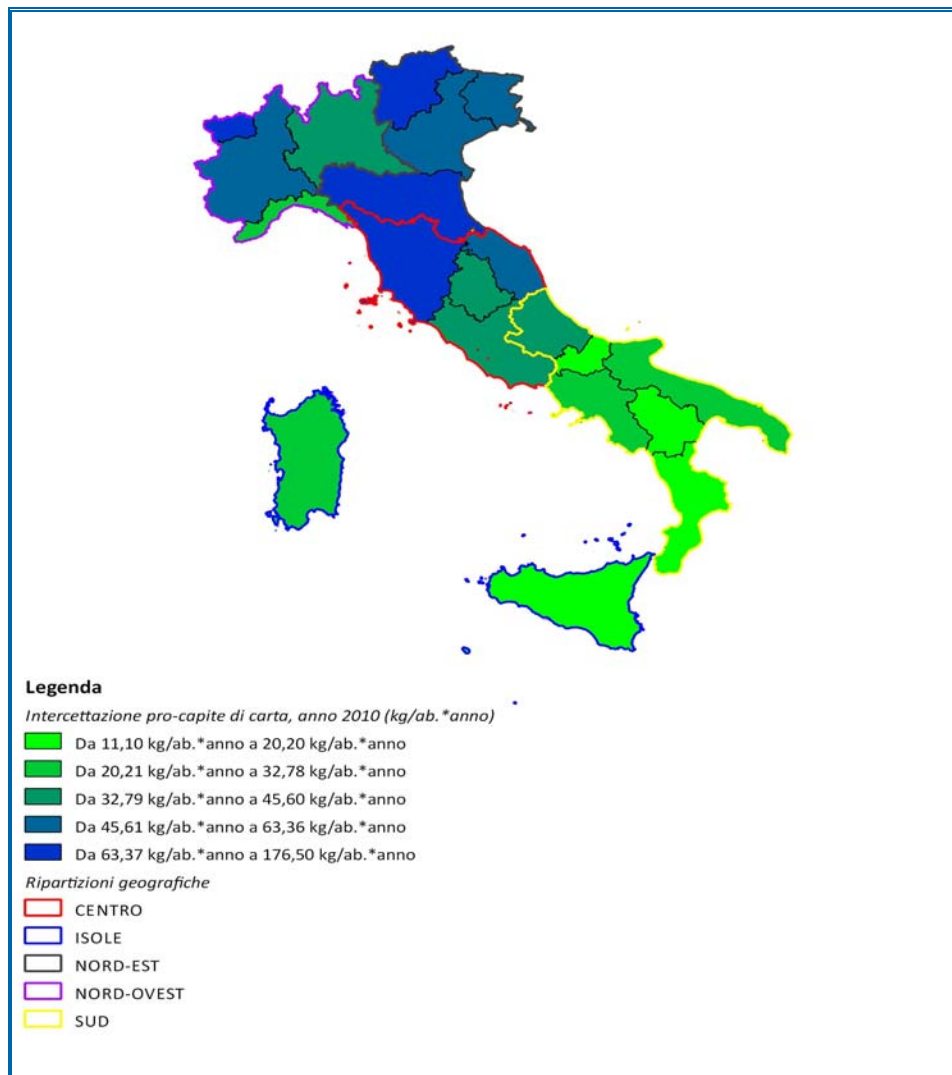 Legenda
Intercettazione pro-capite di carta, anno 2010 (kg/ab.*anno)
Da 11,10 kg/ab.*anno a 20,20 kg/ab.*anno
Da 20,21 kg/ab.*anno a 32,78 kg/ab.*anno
Da 32,79 kg/ab.*anno a 45,60 kg/ab.*anno
Da 45,61 kg/ab.*anno a 63,36 kg/ab.*anno
Da 63,37 kg/ab.*anno a 176,50 kg/ab.*anno
Ripartizioni geografiche
CENTRO
ISOLE
NORD-EST
NORD-OVEST
SUD